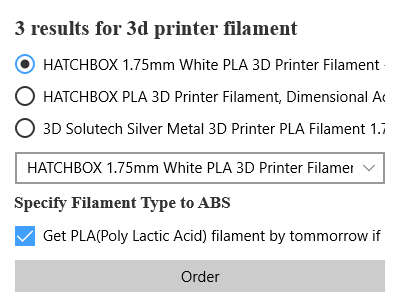 3 results for 3d printer filament
HATCHBOX 1.75mm White PLA 3D Printer Filament -
HATCHBOX PLA 3D Printer Filament, Dimensional Ac
3D Solutech Silver Metal 3D Printer PLA Filament 1.7
HATCHBOX 1.75mm White PLA 3D Printer Filamer
Specify Filament Type to ABS
Get PLA(Poly Lactic Acid) filament by tommorrow if
Order